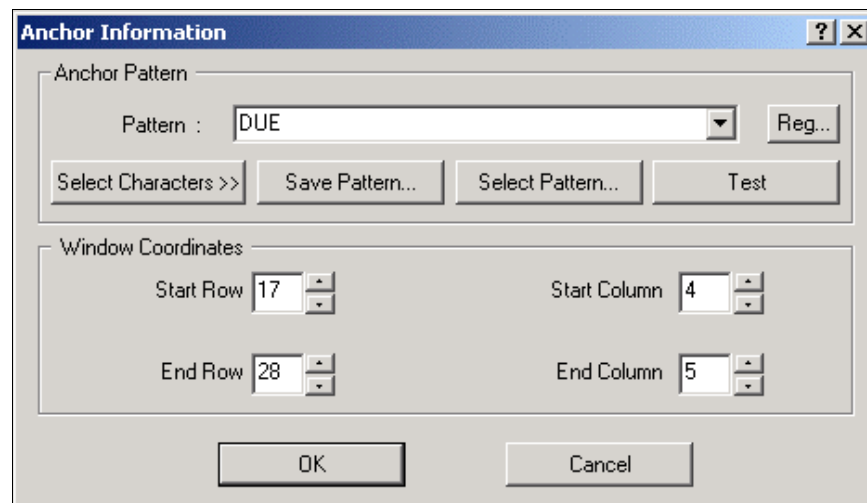 Anchor Information
Anchor Pattern
Pattern : DUE Reg...
Select Characters >> Save Pattern... Select Pattern... Test
Window Coordinates
Start Row 17 Start Column 4
End Row 28 End Column 5
OK Cancel